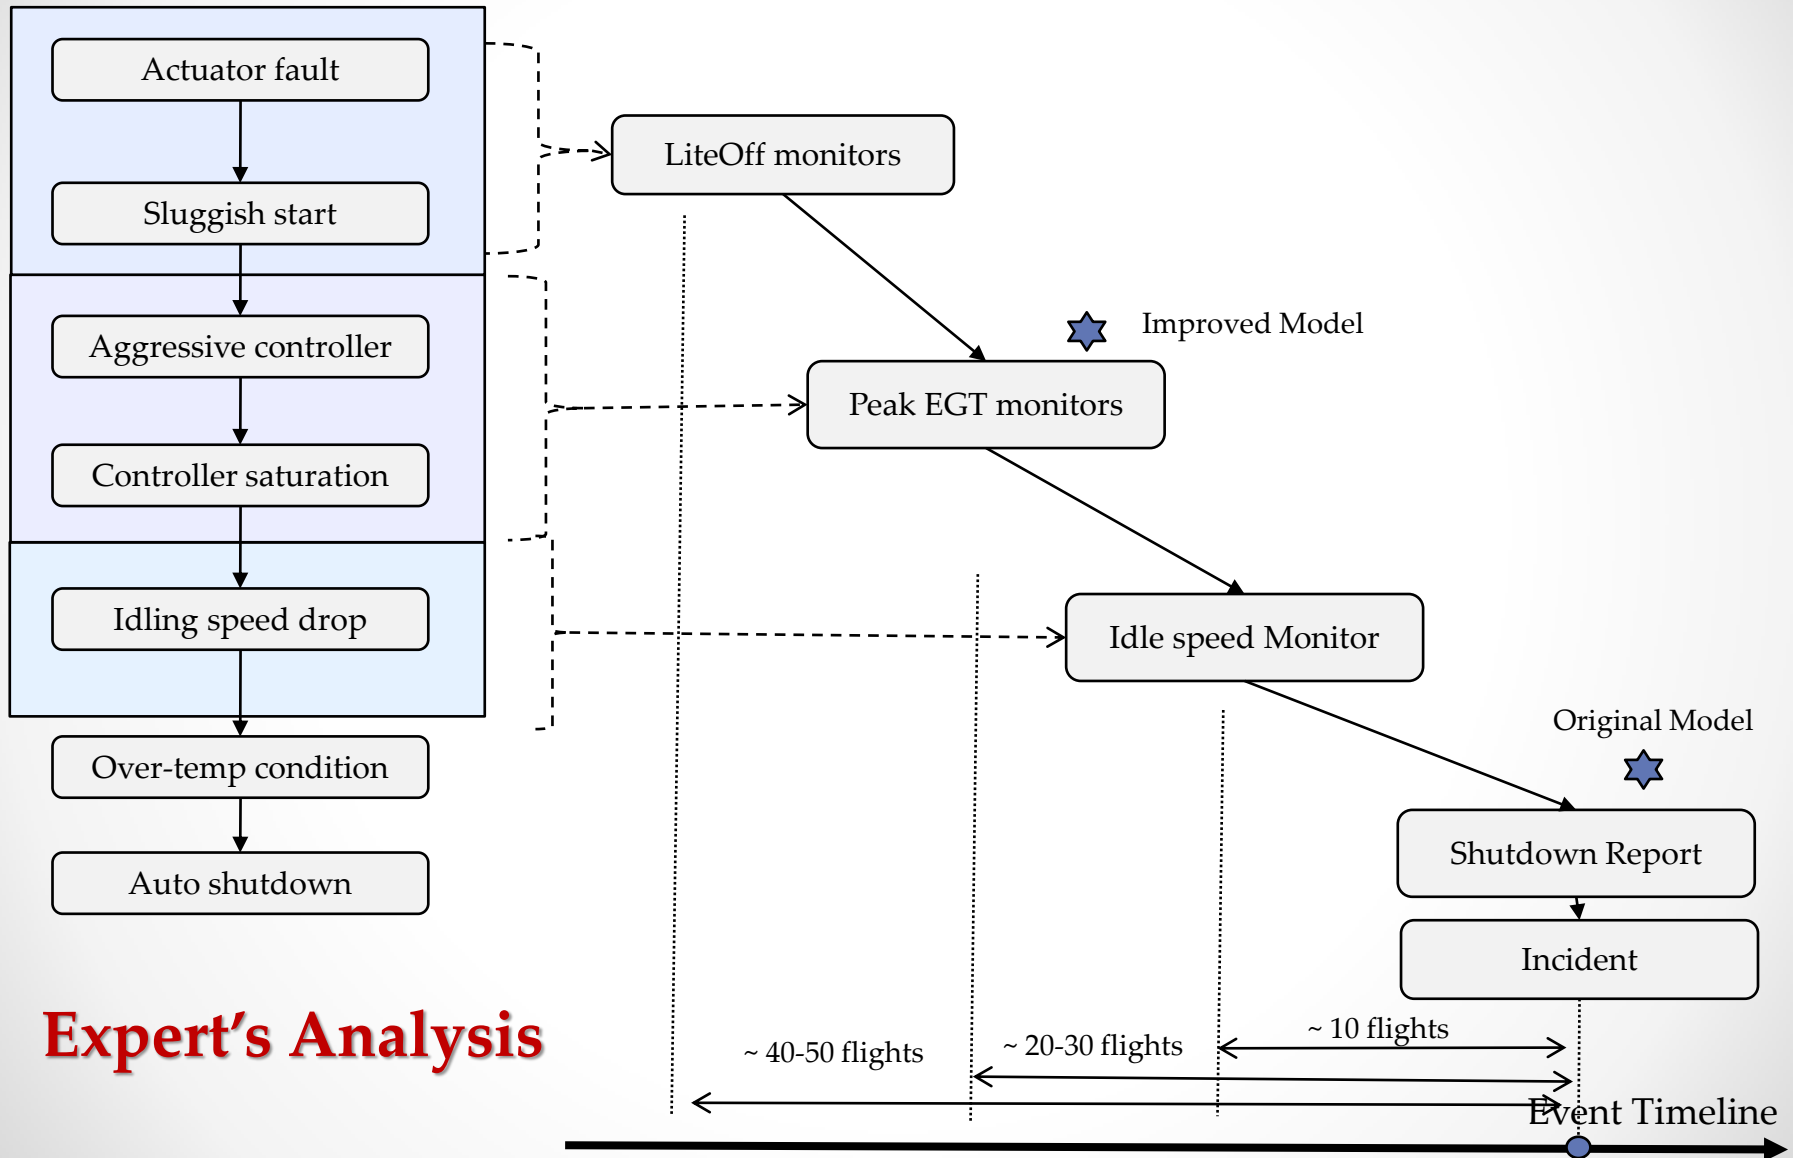 Actuator fault
Sluggish start
Aggressive controller
Controller saturation
Idling speed drop
Over-temp condition
Auto shutdown
LiteOff monitors
Improved Model
Peak EGT monitors
Idle speed Monitor
Original Model
Shutdown Report
Incident
Expert’s Analysis
~ 40-50 flights
~ 20-30 flights
~ 10 flights
Event Timeline